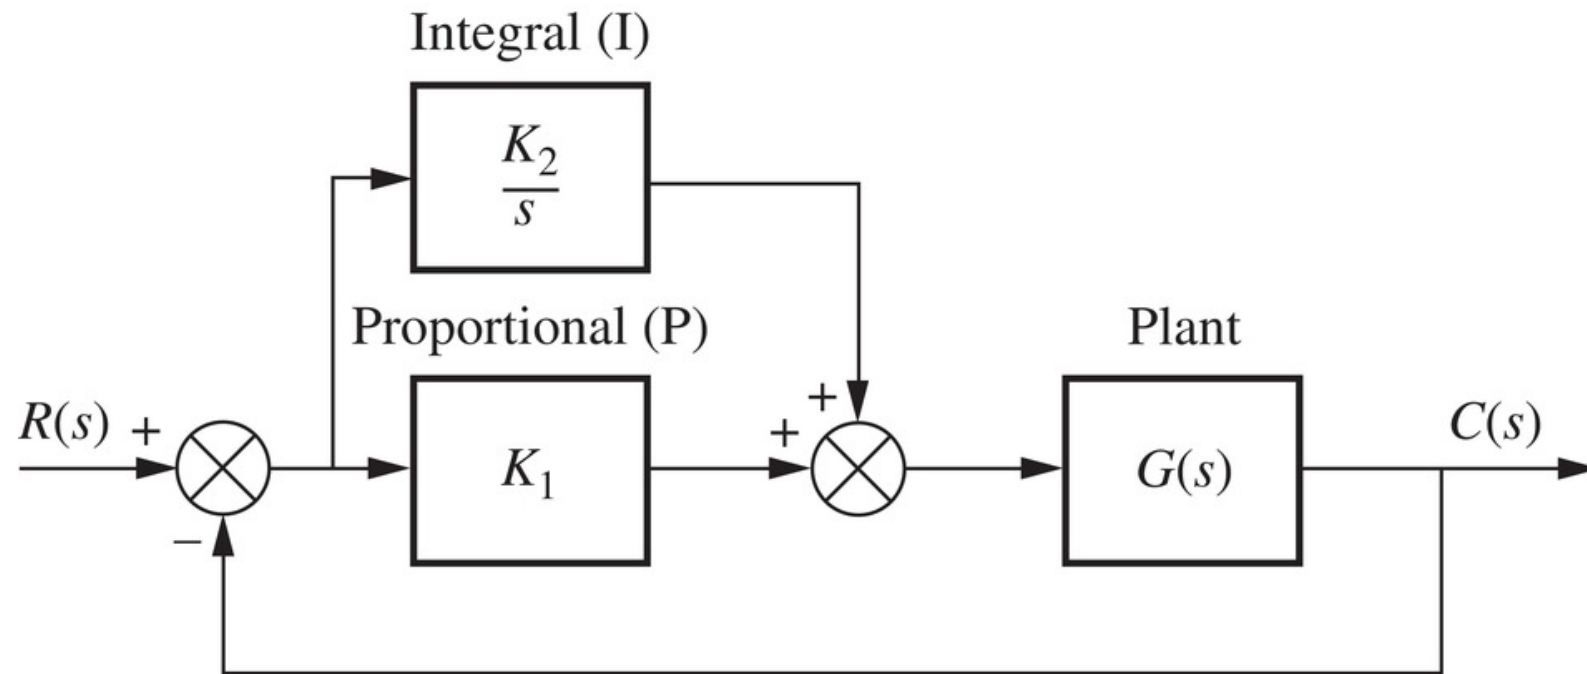 Integral (I)
K₂
s
Proportional (P)
Plant
R(s) +
+
+
K₁
G(s)
C(s)
−